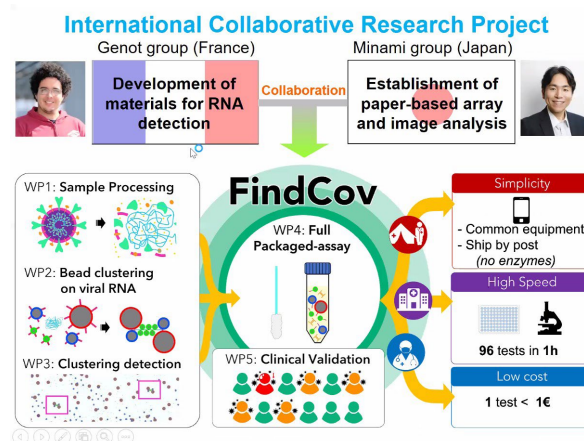 International Collaborative Research Project
Genot group (France)
Minami group (Japan)
Development of
materials for RNA
detection
Collaboration
Establishment of
paper-based array
and image analysis
FindCov
WP1: Sample Processing
WP2: Bead clustering
on viral RNA
WP3: Clustering detection
WP4: Full
Packaged-assay
WP5: Clinical Validation
Simplicity
- Common equipment
- Ship by post
(no enzymes)
High Speed
96 tests in 1h
Low cost
1 test < 1€